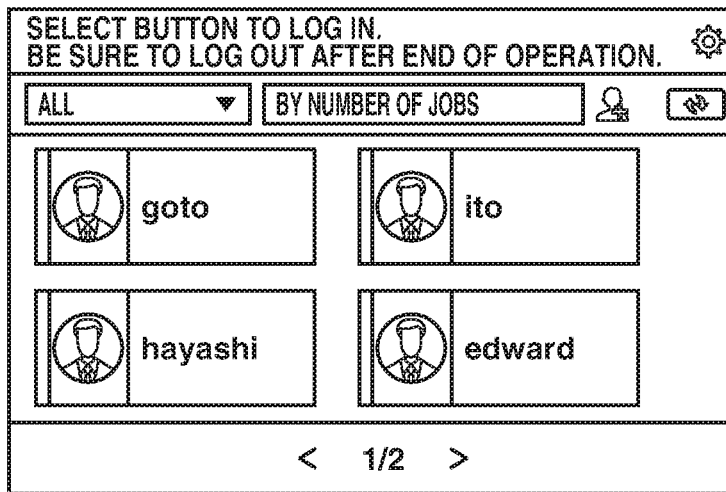 SELECT BUTTON TO LOG IN.
BE SURE TO LOG OUT AFTER END OF OPERATION.
ALL BY NUMBER OF JOBS
goto ito
hayashi edward
< 1/2 >